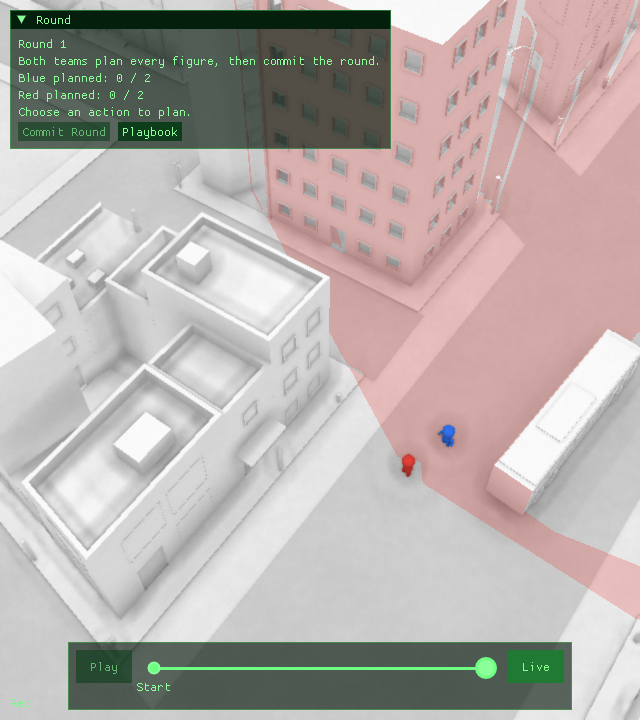 Round
Round 1
Both teams plan every figure, then commit the round.
Blue planned: 0 / 2
Red planned: 0 / 2
Choose an action to plan.
Commit Round Playbook
Play Live
Start